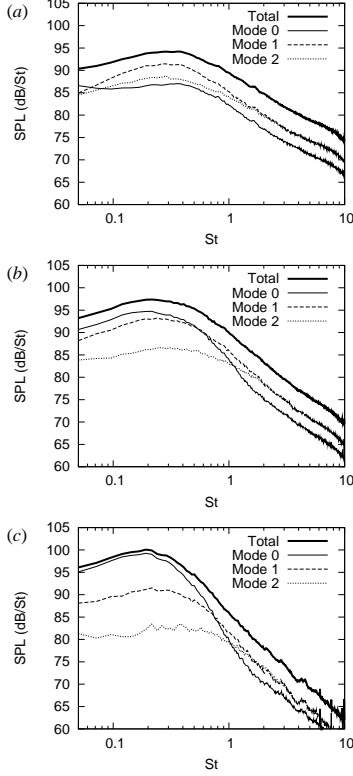 (a)
105
100
95
90
85
80
75
70
65
60
SPL (dB/St)
Total
Mode 0
Mode 1
Mode 2
0.1
1
10
St
(b)
105
100
95
90
85
80
75
70
65
60
SPL (dB/St)
Total
Mode 0
Mode 1
Mode 2
0.1
1
10
St
(c)
105
100
95
90
85
80
75
70
65
60
SPL (dB/St)
Total
Mode 0
Mode 1
Mode 2
0.1
1
10
St